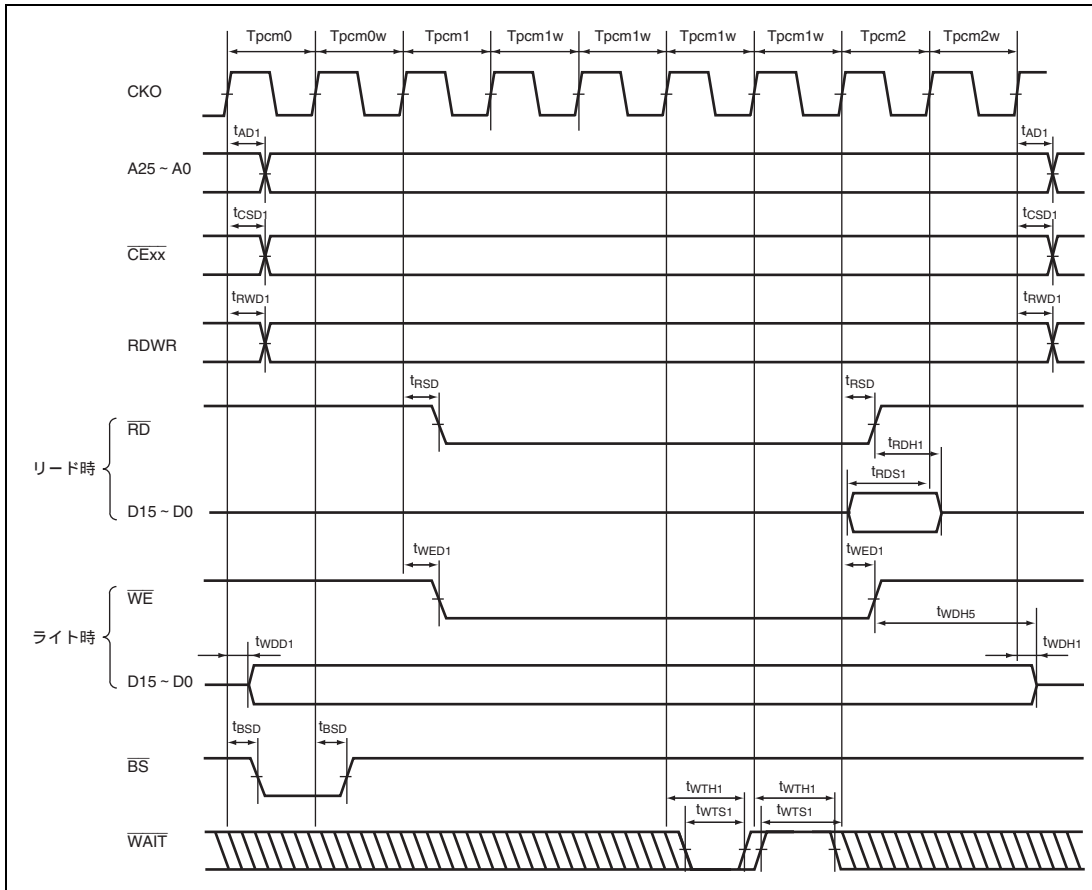 Tpcm0 Tpcm0w Tpcm1 Tpcm1w Tpcm1w Tpcm1w Tpcm1w Tpcm2 Tpcm2w
CKO
tAD1 tAD1
A25 ~ A0
tCSD1 tCSD1
CExx
tRWD1 tRWD1
RDWR
tRSD tRSD
RD
tRDH1
リード時
tRDS1
D15 ~ D0
tWED1 tWED1
WE
tWDH5
ライト時
tWDD1 tWDH1
D15 ~ D0
tBSD tBSD
BS
tWTH1 tWTH1
tWTS1 tWTS1
WAIT